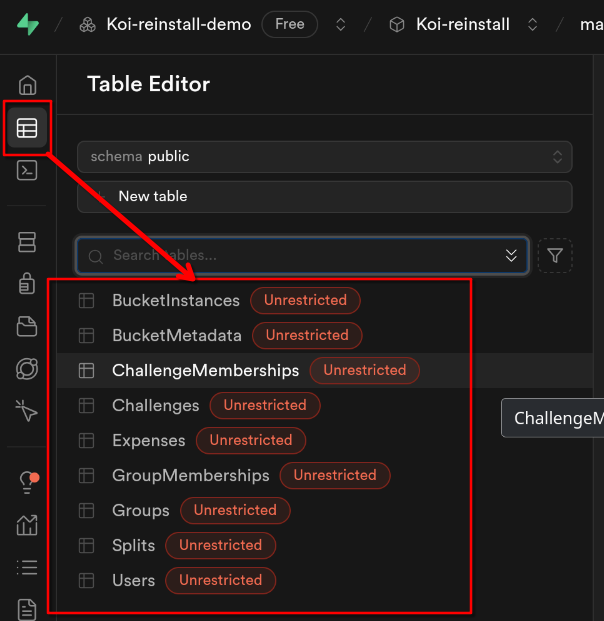 Koi-reinstall-demo Free Koi-reinstall ma
Table Editor
schema public
New table
Search tables...
BucketInstances Unrestricted
BucketMetadata Unrestricted
ChallengeMemberships Unrestricted
Challenges Unrestricted
ChallengeM
Expenses Unrestricted
GroupMemberships Unrestricted
Groups Unrestricted
Splits Unrestricted
Users Unrestricted